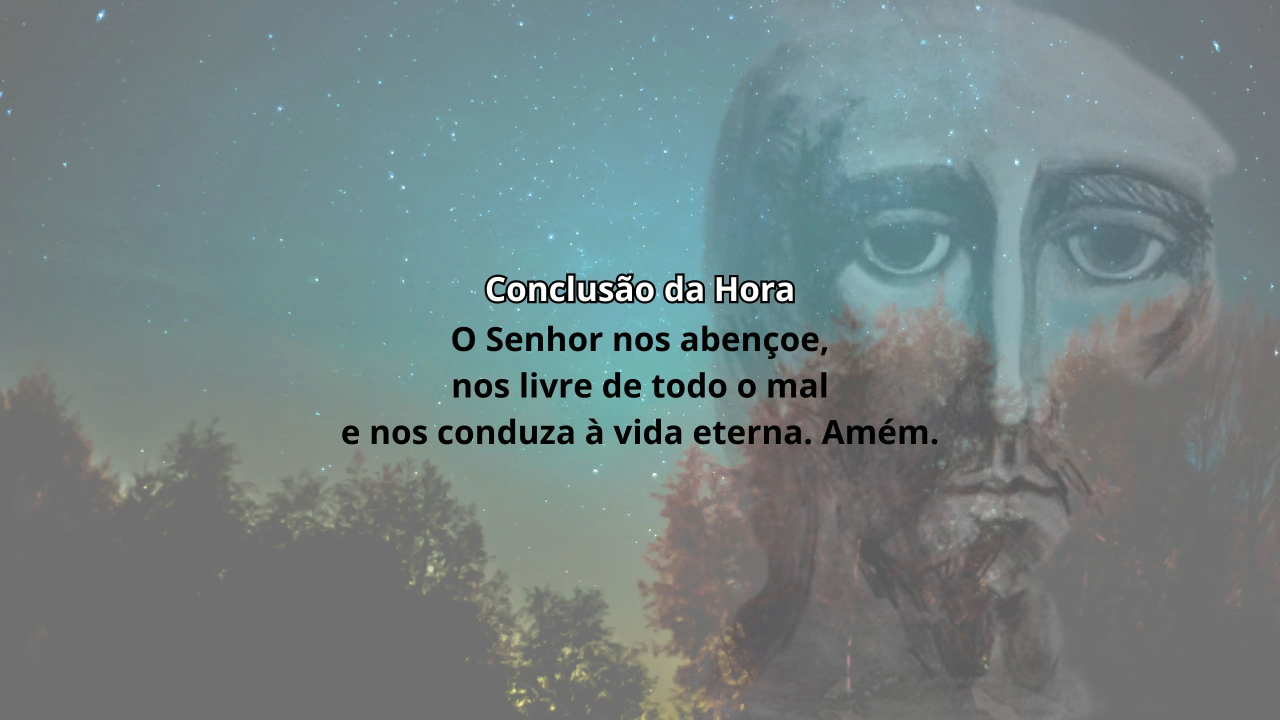 Conclusão da Hora
O Senhor nos abençoe,
nos livre de todo o mal
e nos conduza à vida eterna. Amém.